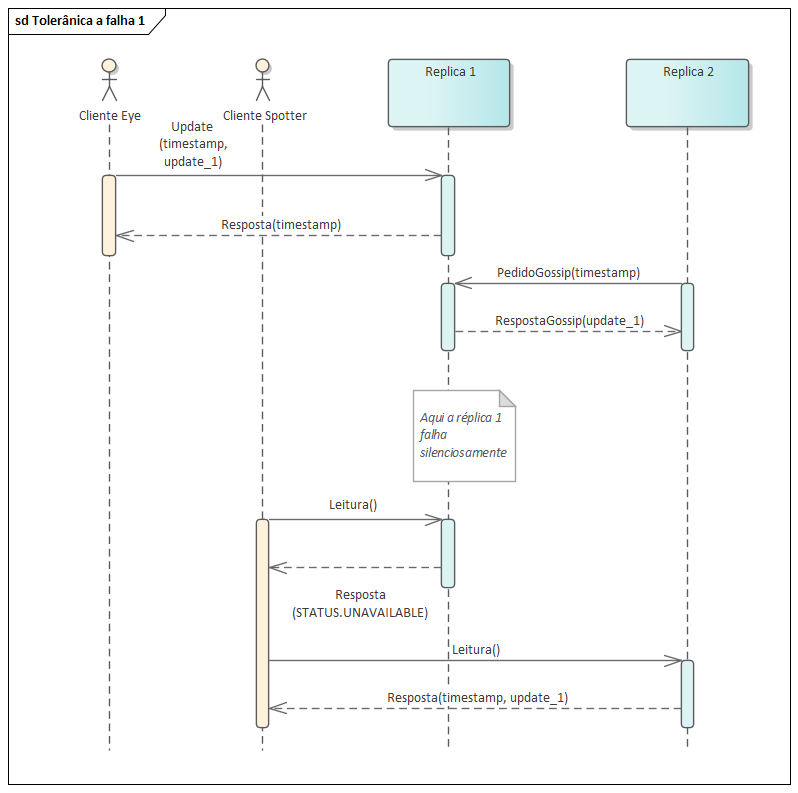 sd Tolerânica a falha 1
Cliente Eye
Cliente Spotter
Replica 1
Replica 2
Update
(timestamp,
update_1)
Resposta(timestamp)
PedidoGossip(timestamp)
RespostaGossip(update_1)
Aqui a réplica 1
falha
silenciosamente
Leitura()
Resposta
(STATUS.UNAVAILABLE)
Leitura()
Resposta(timestamp, update_1)